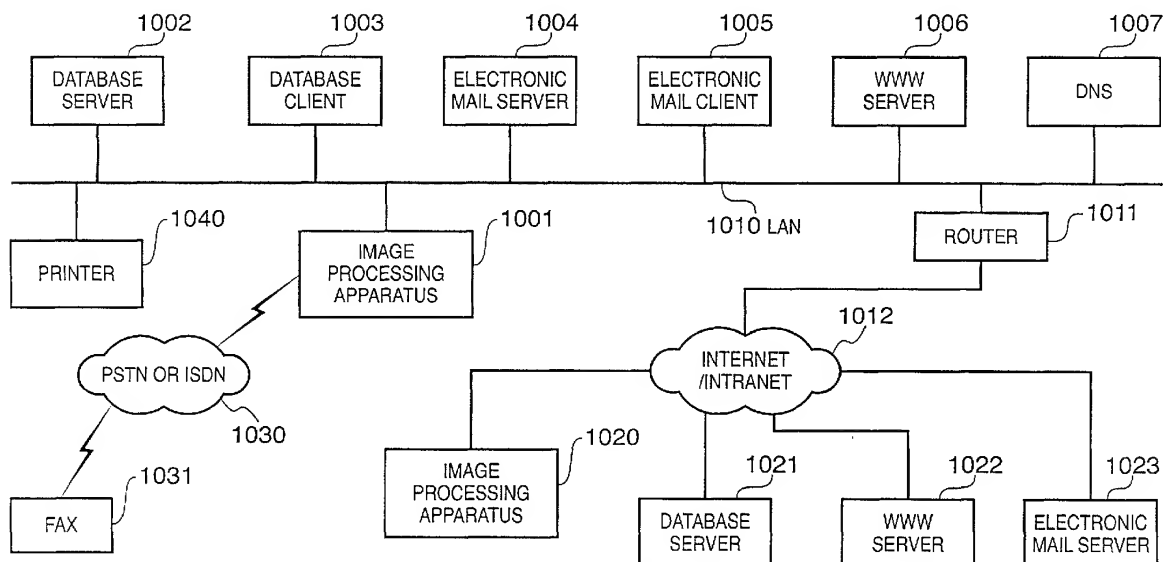 1002
1003
1004
1005
1006
1007
DATABASE
SERVER
DATABASE
CLIENT
ELECTRONIC
MAIL SERVER
ELECTRONIC
MAIL CLIENT
WWW
SERVER
DNS
1040
1001
1010 LAN
1011
PRINTER
IMAGE
PROCESSING
APPARATUS
ROUTER
1012
PSTN OR ISDN
INTERNET
/INTRANET
1030
1031
1020
1021
1022
1023
FAX
IMAGE
PROCESSING
APPARATUS
DATABASE
SERVER
WWW
SERVER
ELECTRONIC
MAIL SERVER